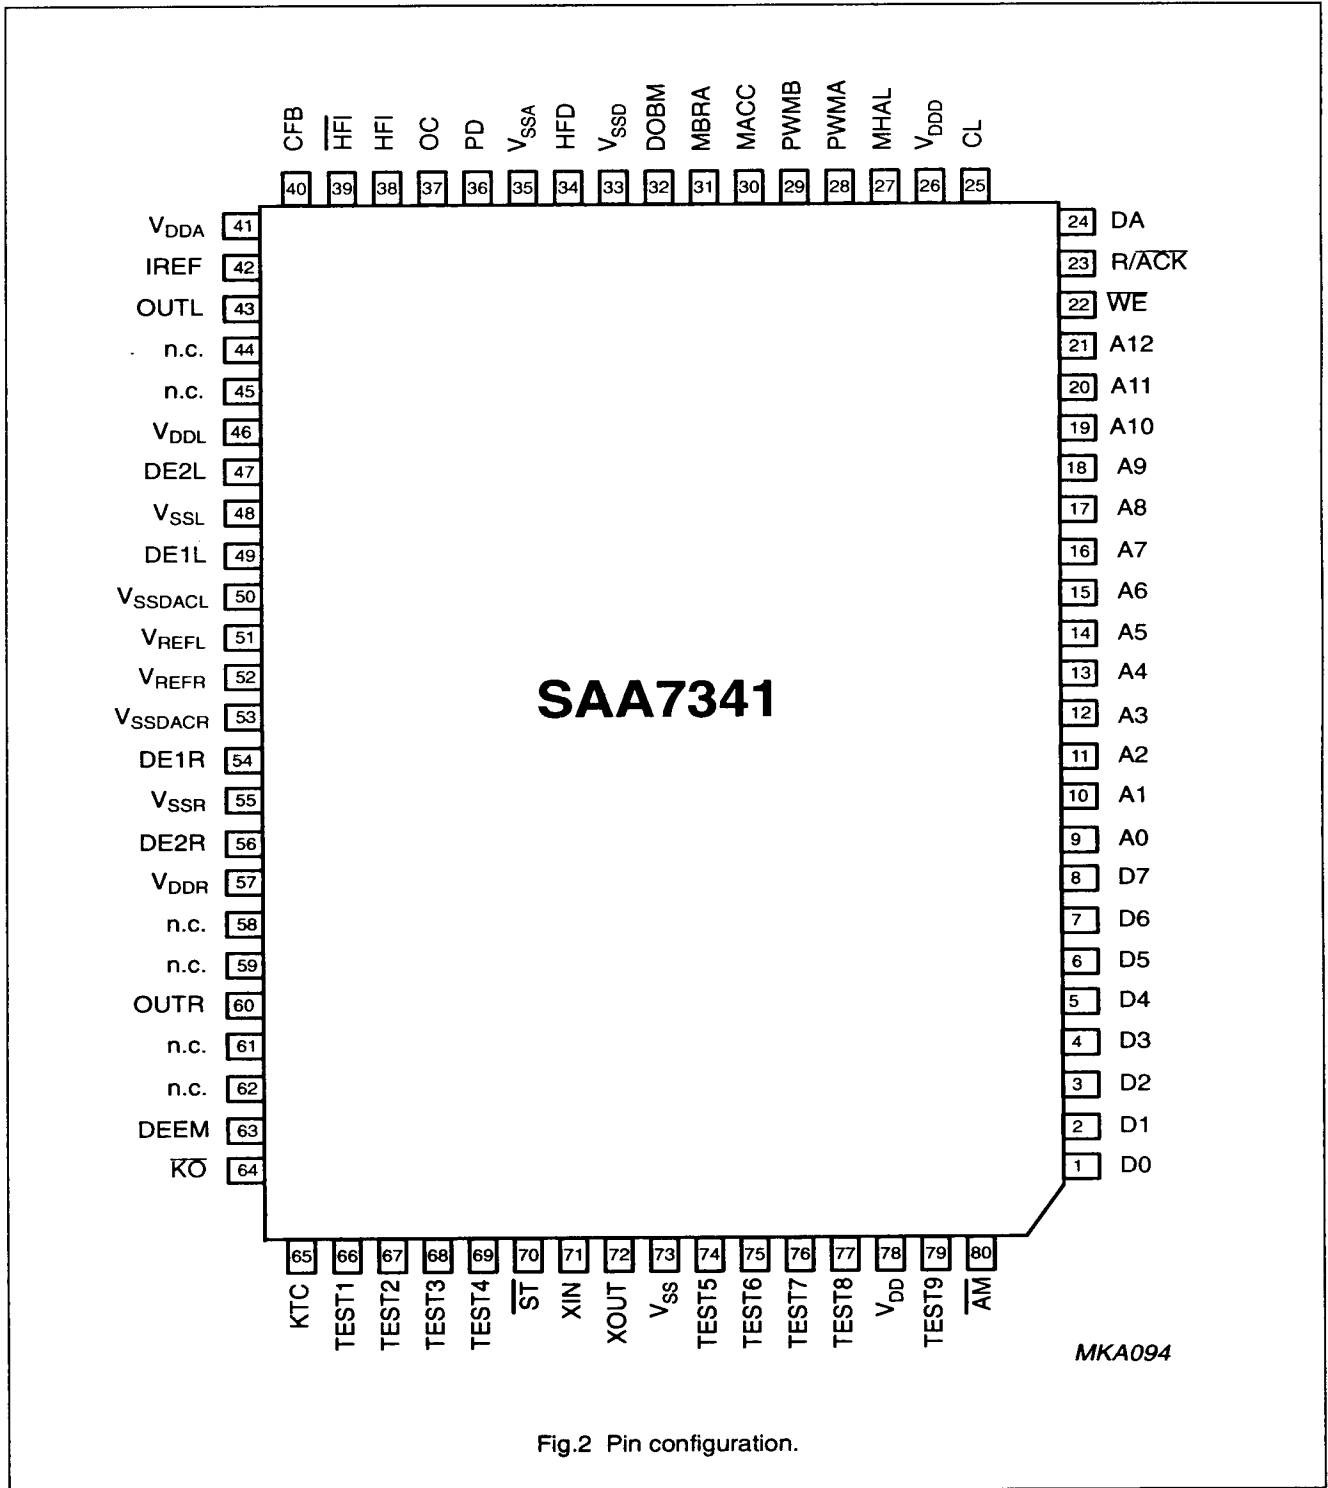 CFB H̅F̅I̅ HFI OC PD VSSA HFD VSSD DOBM MBRA MACC PWMB PWMA MHAL VDDD CL
40 39 38 37 36 35 34 33 32 31 30 29 28 27 26 25
VDDA 41
IREF 42
OUTL 43
n.c. 44
n.c. 45
VDDL 46
DE2L 47
VSSL 48
DE1L 49
VSSDACL 50
VREFL 51
VREFR 52
VSSDACR 53
DE1R 54
VSSR 55
DE2R 56
VDDR 57
n.c. 58
n.c. 59
OUTR 60
n.c. 61
n.c. 62
DEEM 63
K̅O̅ 64
SAA7341
24 DA
23 R/A̅C̅K̅
22 W̅E̅
21 A12
20 A11
19 A10
18 A9
17 A8
16 A7
15 A6
14 A5
13 A4
12 A3
11 A2
10 A1
9 A0
8 D7
7 D6
6 D5
5 D4
4 D3
3 D2
2 D1
1 D0
65 66 67 68 69 70 71 72 73 74 75 76 77 78 79 80
KTC TEST1 TEST2 TEST3 TEST4 S̅T̅ XIN XOUT VSS TEST5 TEST6 TEST7 TEST8 VDD TEST9 A̅M̅
MKA094
Fig.2 Pin configuration.